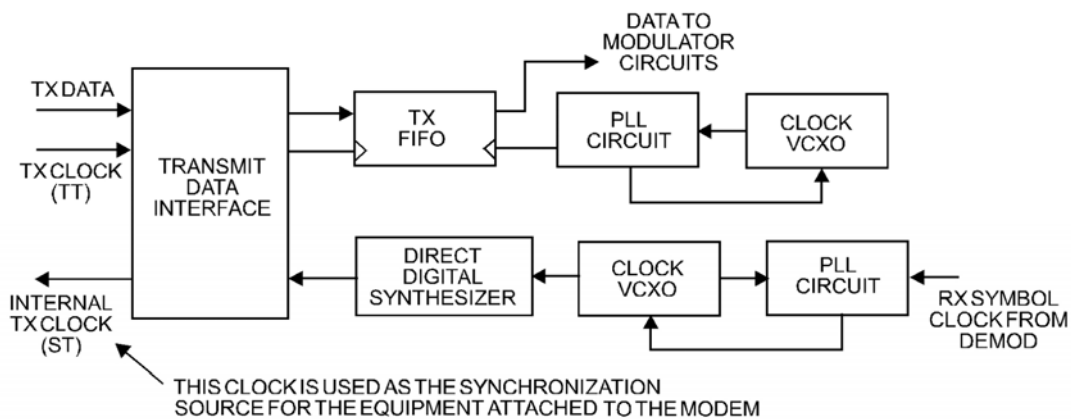 DATA TO
MODULATOR
CIRCUITS
TX DATA
TX CLOCK
(TT)
TRANSMIT
DATA
INTERFACE
TX
FIFO
PLL
CIRCUIT
CLOCK
VCXO
INTERNAL
TX CLOCK
(ST)
DIRECT
DIGITAL
SYNTHESIZER
CLOCK
VCXO
PLL
CIRCUIT
RX SYMBOL
CLOCK FROM
DEMOD
THIS CLOCK IS USED AS THE SYNCHRONIZATION
SOURCE FOR THE EQUIPMENT ATTACHED TO THE MODEM